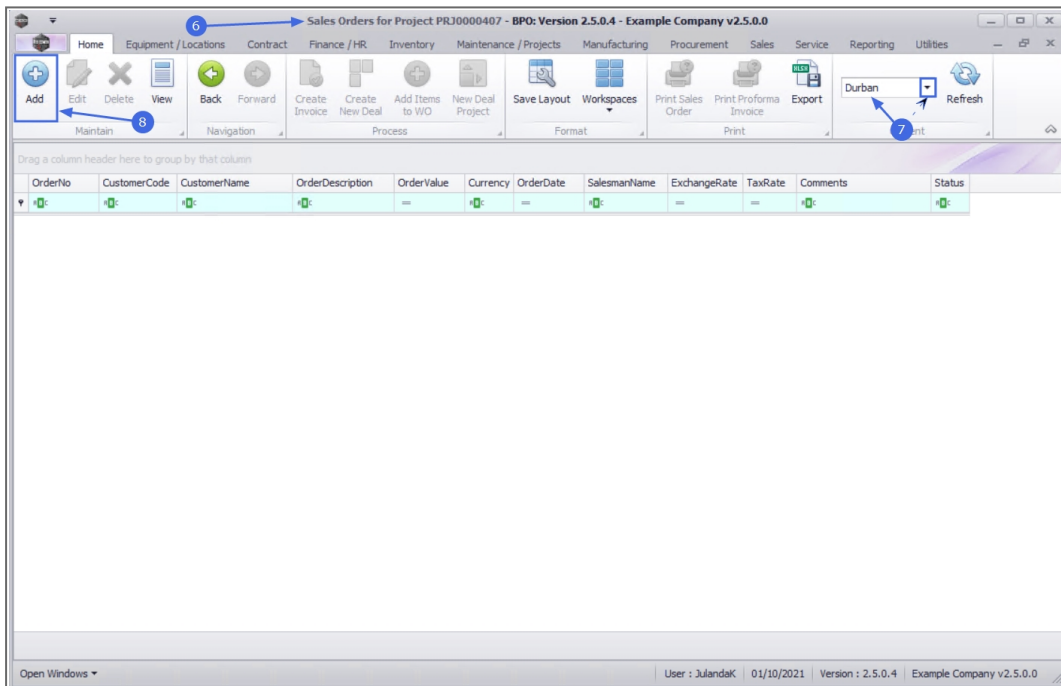 6
Sales Orders for Project PRJ0000407 - BPO: Version 2.5.0.4 - Example Company v2.5.0.0
Home Equipment / Locations Contract Finance / HR Inventory Maintenance / Projects Manufacturing Procurement Sales Service Reporting Utilities
Add Edit Delete View Back Forward Create Invoice Create New Deal Add Items to WO New Deal Project Save Layout Workspaces Print Sales Order Print Proforma Invoice Export Durban Refresh
8
7
Maintain Navigation Process Format Print
Drag a column header here to group by that column
OrderNo CustomerCode CustomerName OrderDescription OrderValue Currency OrderDate SalesmanName ExchangeRate TaxRate Comments Status
Open Windows User : JulandaK 01/10/2021 Version : 2.5.0.4 Example Company v2.5.0.0